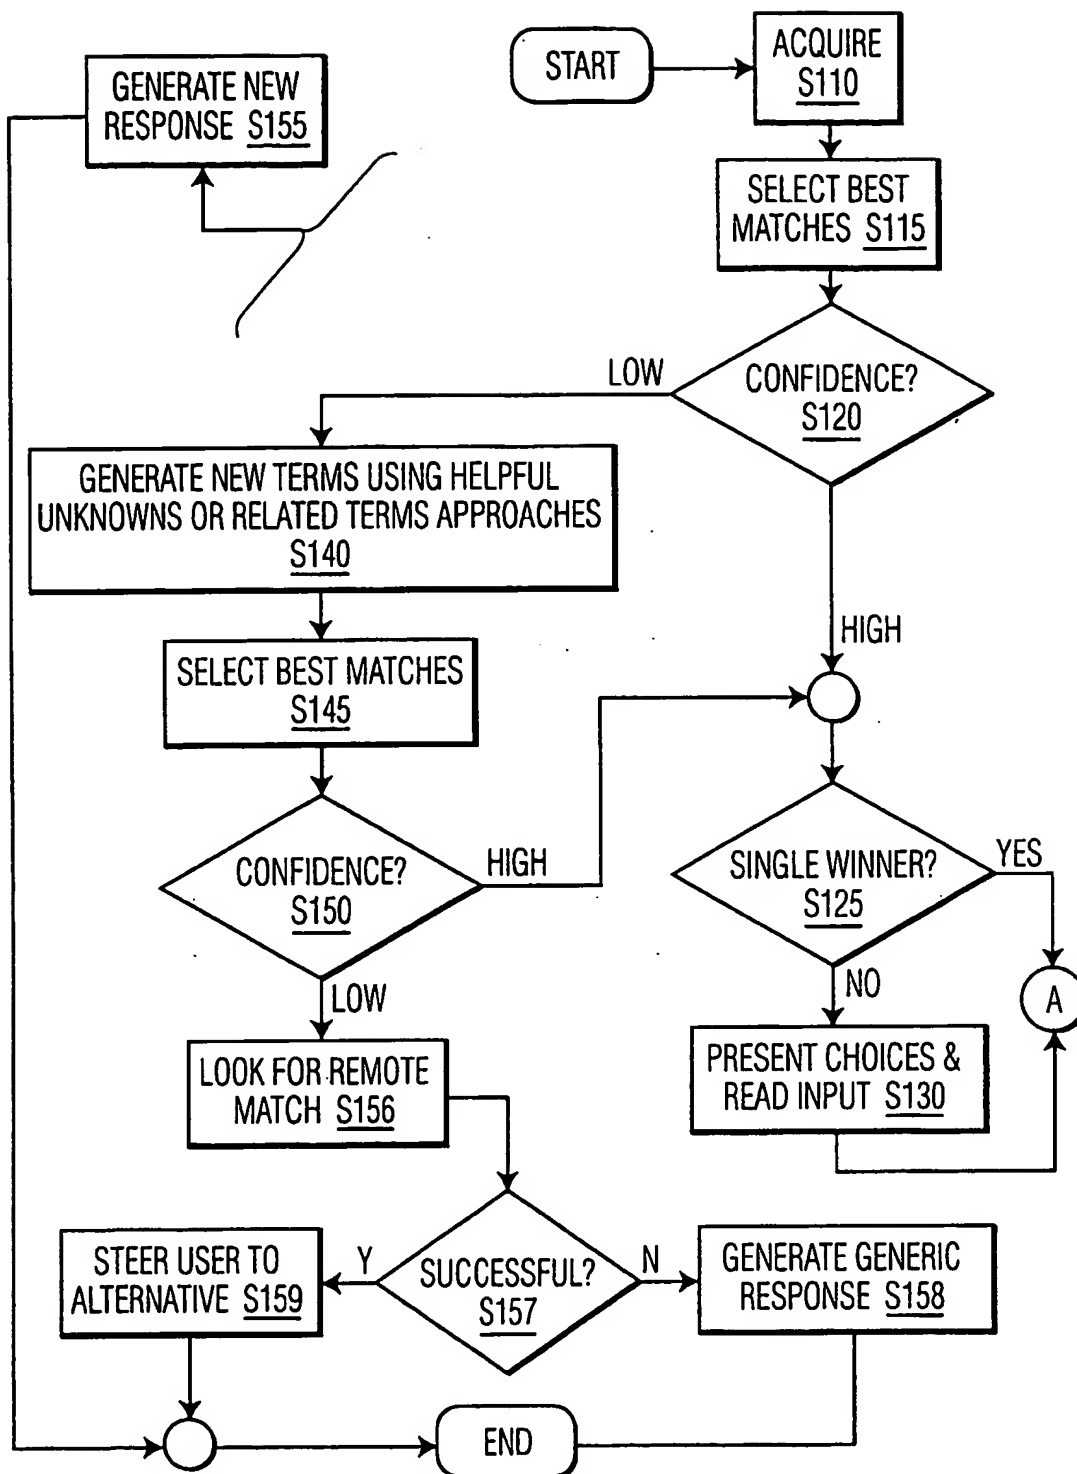 START
ACQUIRE
S110
GENERATE NEW
RESPONSE S155
SELECT BEST
MATCHES S115
CONFIDENCE?
S120
LOW
HIGH
GENERATE NEW TERMS USING HELPFUL
UNKNOWNS OR RELATED TERMS APPROACHES
S140
SELECT BEST MATCHES
S145
CONFIDENCE?
S150
HIGH
LOW
SINGLE WINNER?
S125
YES
NO
A
PRESENT CHOICES &
READ INPUT S130
LOOK FOR REMOTE
MATCH S156
SUCCESSFUL?
S157
Y
N
STEER USER TO
ALTERNATIVE S159
GENERATE GENERIC
RESPONSE S158
END